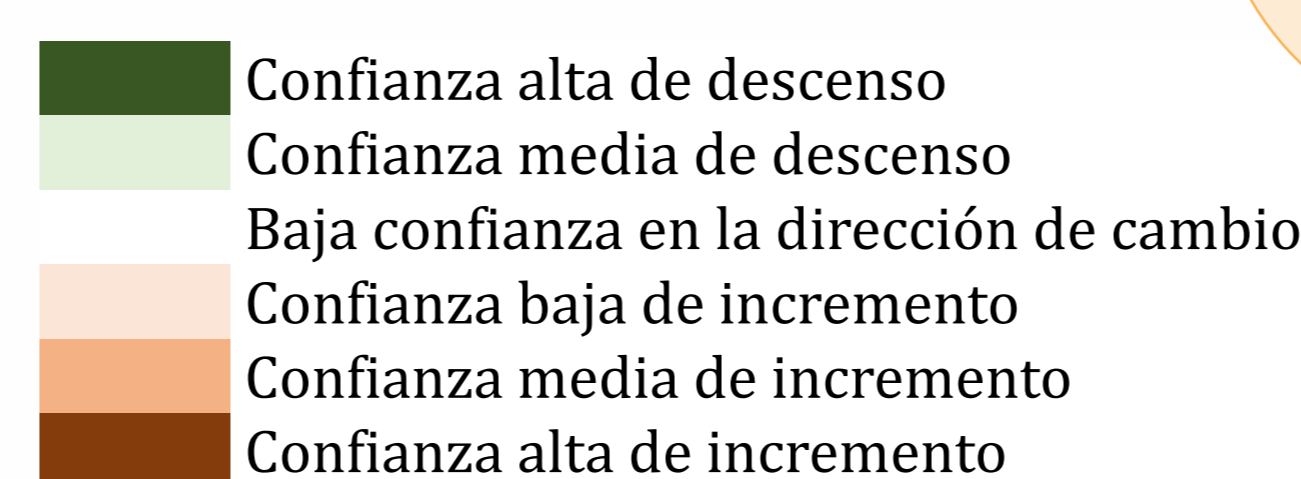 Confianza alta de descenso
Confianza media de descenso
Baja confianza en la dirección de cambio
Confianza baja de incremento
Confianza media de incremento
Confianza alta de incremento